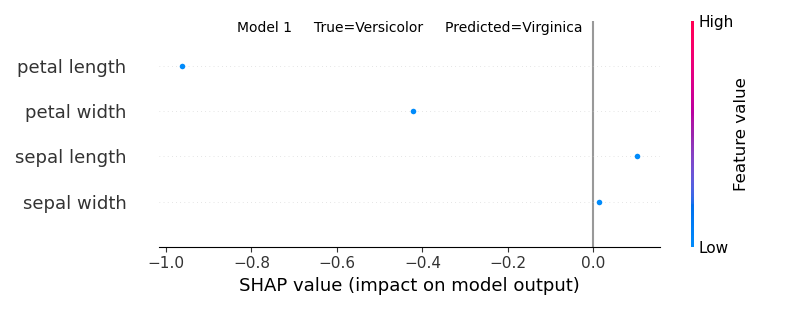 Model 1 True=Versicolor Predicted=Virginica
High
petal length
petal width
sepal length
sepal width
Feature value
Low
−1.0 −0.8 −0.6 −0.4 −0.2 0.0
SHAP value (impact on model output)